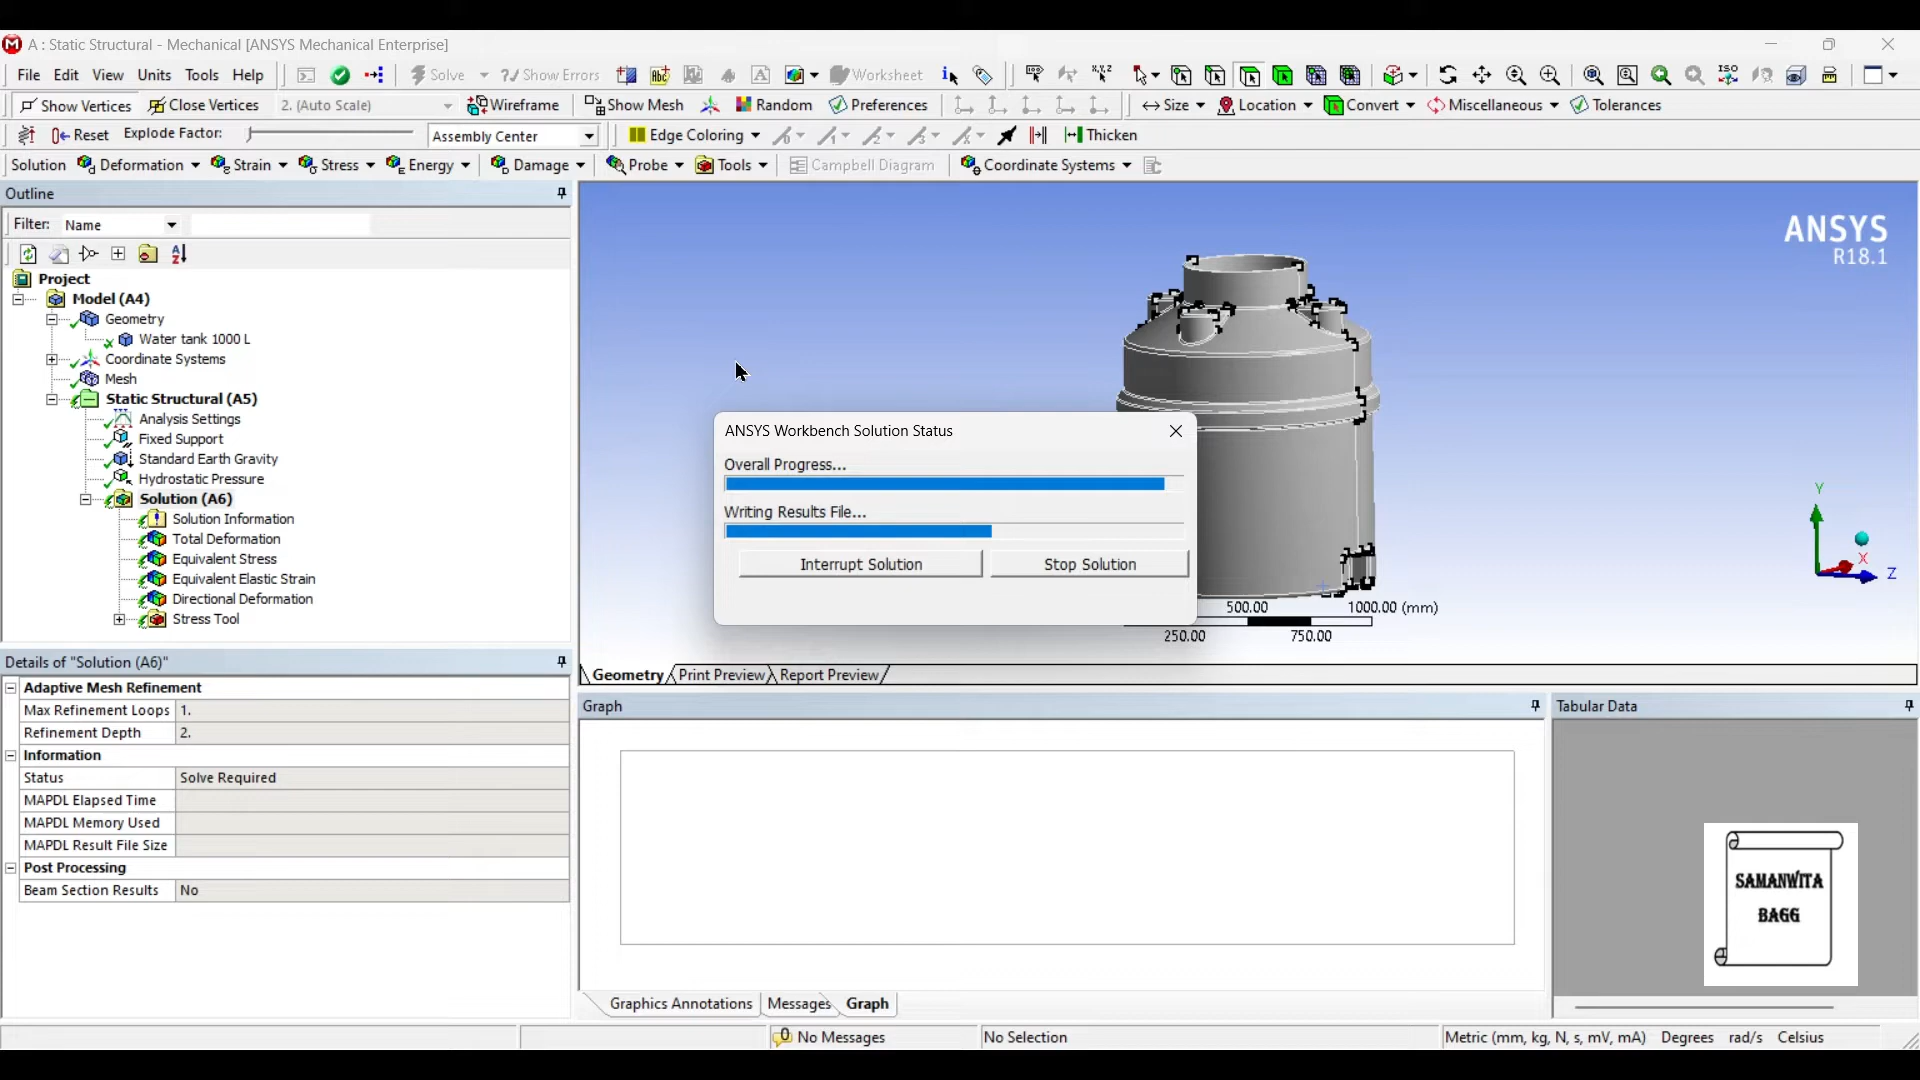 A : Static Structural - Mechanical [ANSYS Mechanical Enterprise]
File Edit View Units Tools Help Solve ?/ Show Errors Worksheet
Show Vertices Close Vertices 2. (Auto Scale) Wireframe Show Mesh Random Preferences Size Location Convert Miscellaneous Tolerances
Reset Explode Factor: Assembly Center Edge Coloring Thicken
Solution Deformation Strain Stress Energy Damage Probe Tools Campbell Diagram Coordinate Systems
Outline
Filter: Name
Project
Model (A4)
Geometry
Water tank 1000 L
Coordinate Systems
Mesh
Static Structural (A5)
Analysis Settings
Fixed Support
Standard Earth Gravity
Hydrostatic Pressure
Solution (A6)
Solution Information
Total Deformation
Equivalent Stress
Equivalent Elastic Strain
Directional Deformation
Stress Tool
ANSYS
R18.1
ANSYS Workbench Solution Status
Overall Progress...
Writing Results File...
Interrupt Solution Stop Solution
500.00 1000.00 (mm)
250.00 750.00
Y
X
Z
Geometry Print Preview Report Preview
Details of "Solution (A6)"
Adaptive Mesh Refinement
Max Refinement Loops 1.
Refinement Depth 2.
Information
Status Solve Required
MAPDL Elapsed Time
MAPDL Memory Used
MAPDL Result File Size
Post Processing
Beam Section Results No
Graph
Tabular Data
SAMANWITA
BAGG
Graphics Annotations Messages Graph
0 No Messages No Selection Metric (mm, kg, N, s, mV, mA) Degrees rad/s Celsius